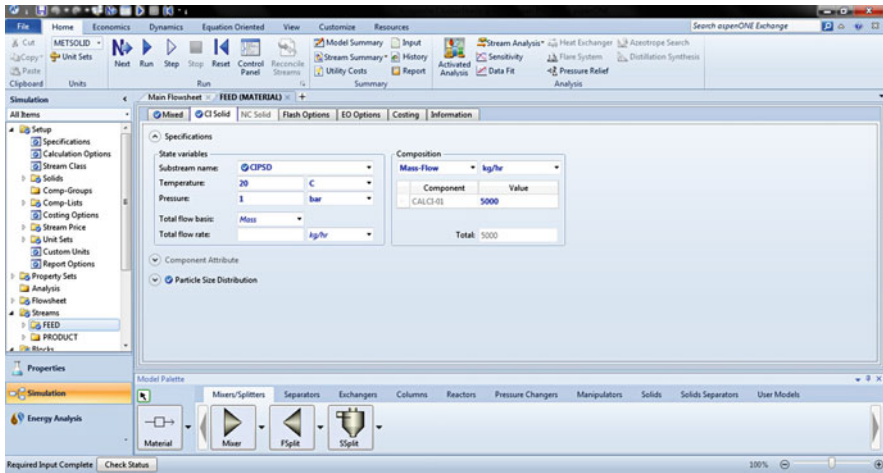 File Home Economics Dynamics Equation Oriented View Customize Resources Search aspenONE Exchange
Cut METSOLID Model Summary Input Stream Analysis Heat Exchanger Azeotrope Search
Copy Unit Sets Next Run Step Stop Reset Control Panel Reconcile Streams Stream Summary History Activated Analysis Sensitivity Flare System Distillation Synthesis
Paste Utility Costs Report Data Fit Pressure Relief
Clipboard Units Run Summary Analysis
Simulation Main Flowsheet FEED (MATERIAL) +
All Items Mixed CI Solid NC Solid Flash Options EO Options Costing Information
Setup
Specifications
Calculation Options
Stream Class
Solids
Comp-Groups
Comp-Lists
Costing Options
Stream Price
Unit Sets
Custom Units
Report Options
Property Sets
Analysis
Flowsheet
Streams
FEED
PRODUCT
Blocks
Specifications
State variables
Substream name: CIPSD
Temperature: 20 C
Pressure: 1 bar
Total flow basis: Mass
Total flow rate: kg/hr
Composition
Mass-Flow kg/hr
Component Value
CALCI-01 5000
Total: 5000
Component Attribute
Particle Size Distribution
Properties
Simulation
Energy Analysis
Model Palette
Mixers/Splitters Separators Exchangers Columns Reactors Pressure Changers Manipulators Solids Solids Separators User Models
Material Mixer FSplit SSplit
Required Input Complete Check Status 100%